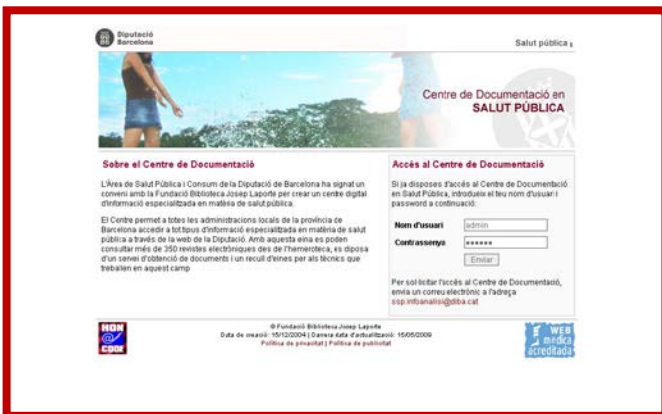 Diputació
Barcelona
Salut pública
Centre de Documentació en
SALUT PÚBLICA
Sobre el Centre de Documentació
L'Àrea de Salut Pública i Consum de la Diputació de Barcelona ha signat un
conveni amb la Fundació Biblioteca Josep Laporte per crear un centre digital
d'informació especialitzada en matèria de salut pública.
El Centre permet a totes les administracions locals de la província de
Barcelona accedir a tot tipus d'informació especialitzada en matèria de salut
pública a través de la web de la Diputació. Amb aquesta eina es poden
consultar més de 350 revistes electròniques des de l'hemeroteca, es disposa
d'un servei d'obtenció de documents i un recull d'eines per als tècnics que
treballen en aquest camp
Accés al Centre de Documentació
Si ja disposes d'accés al Centre de Documentació
en Salut Pública, introdueix el teu nom d'usuari i
password a continuació:
Nom d'usuari admin
Contrassenya ••••••
Enviar
Per sol·licitar l'accés al Centre de Documentació,
envia un correu electrònic a l'adreça
ssp.infoanalisi@diba.cat
HON
@
CODE
© Fundació Biblioteca Josep Laporte
Data de creació: 15/12/2004 | Darrera data d'actualització: 15/05/2009
Política de privacitat | Política de publicitat
WEB
mèdica
acreditada